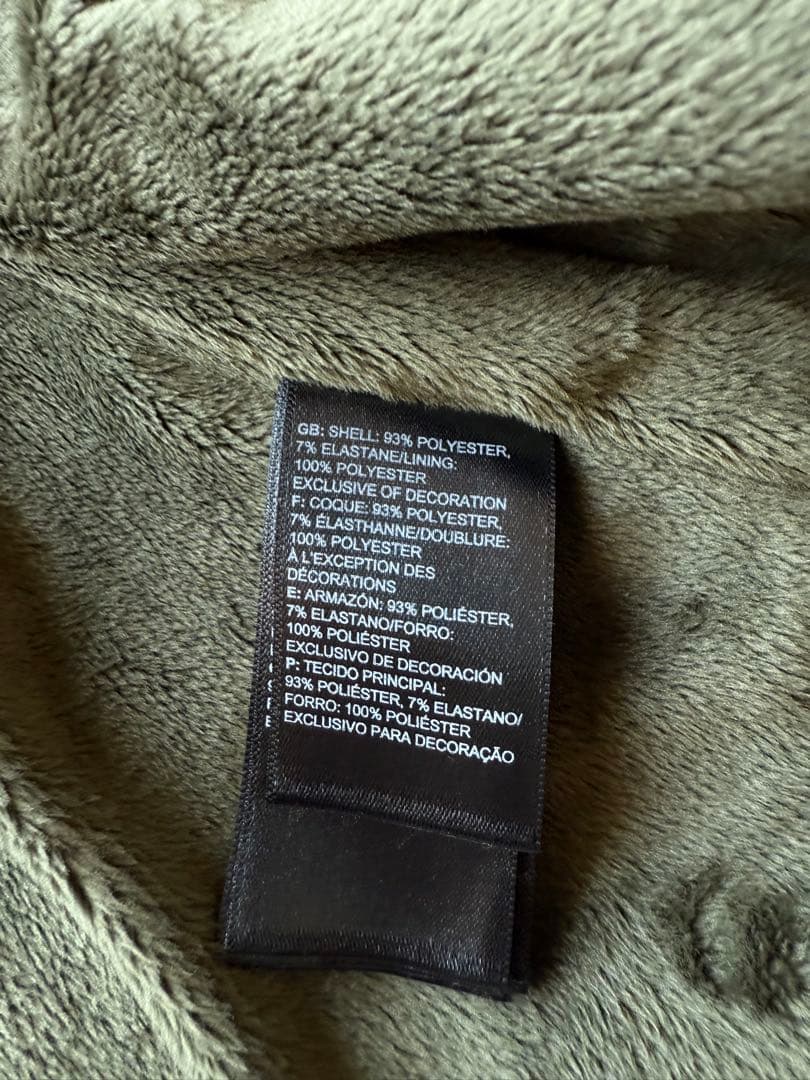 GB: SHELL: 93% POLYESTER,
7% ELASTANE/LINING:
100% POLYESTER
EXCLUSIVE OF DECORATION
F: COQUE: 93% POLYESTER,
7% ÉLASTHANNE/DOUBLURE:
100% POLYESTER
À L'EXCEPTION DES
DÉCORATIONS
E: ARMAZÓN: 93% POLIÉSTER,
7% ELASTANO/FORRO:
100% POLIÉSTER
EXCLUSIVO DE DECORACIÓN
P: TECIDO PRINCIPAL:
93% POLIÉSTER, 7% ELASTANO/
FORRO: 100% POLIÉSTER
EXCLUSIVO PARA DECORAÇÃO